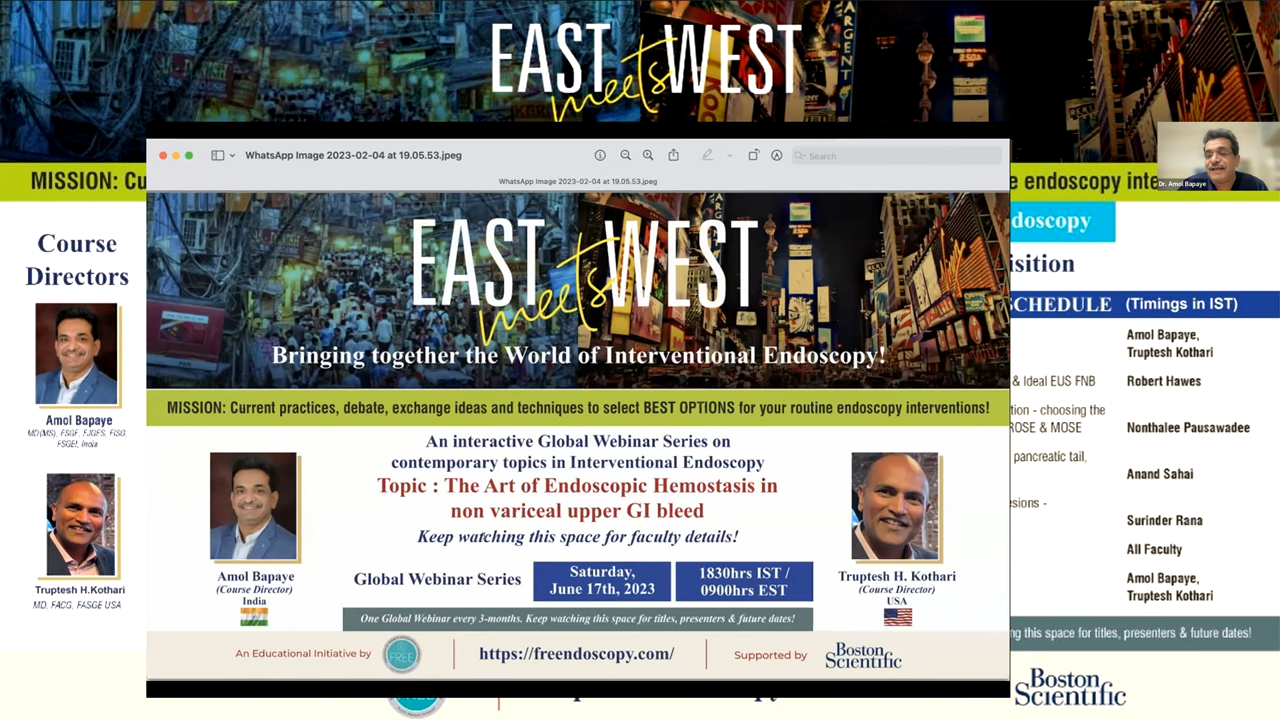 EAST meets WEST
MISSION: Cu
e endoscopy inte
Dr. Amol Bapaye
Course
Directors
Amol Bapaye
Truptesh H.Kothari
MD, FACG, FASGE USA
WhatsApp Image 2023-02-04 at 19.05.53.jpeg
Search
WhatsApp Image 2023-02-04 at 19.05.53.jpeg
EAST meets WEST
Bringing together the World of Interventional Endoscopy!
MISSION: Current practices, debate, exchange ideas and techniques to select BEST OPTIONS for your routine endoscopy interventions!
An interactive Global Webinar Series on
contemporary topics in Interventional Endoscopy
Topic : The Art of Endoscopic Hemostasis in
non variceal upper GI bleed
Keep watching this space for faculty details!
Amol Bapaye
(Course Director)
India
Global Webinar Series
Saturday,
June 17th, 2023
1830hrs IST /
0900hrs EST
Truptesh H. Kothari
(Course Director)
USA
One Global Webinar every 3-months. Keep watching this space for titles, presenters & future dates!
An Educational Initiative by
FREE
https://freendoscopy.com/
Supported by
Boston
Scientific
doscopy
isition
SCHEDULE (Timings in IST)
Amol Bapaye,
Truptesh Kothari
& Ideal EUS FNB
Robert Hawes
tion - choosing the
ROSE & MOSE
Nonthalee Pausawadee
pancreatic tail,
Anand Sahai
sions -
Surinder Rana
All Faculty
Amol Bapaye,
Truptesh Kothari
ng this space for titles, presenters & future dates!
Boston
Scientific